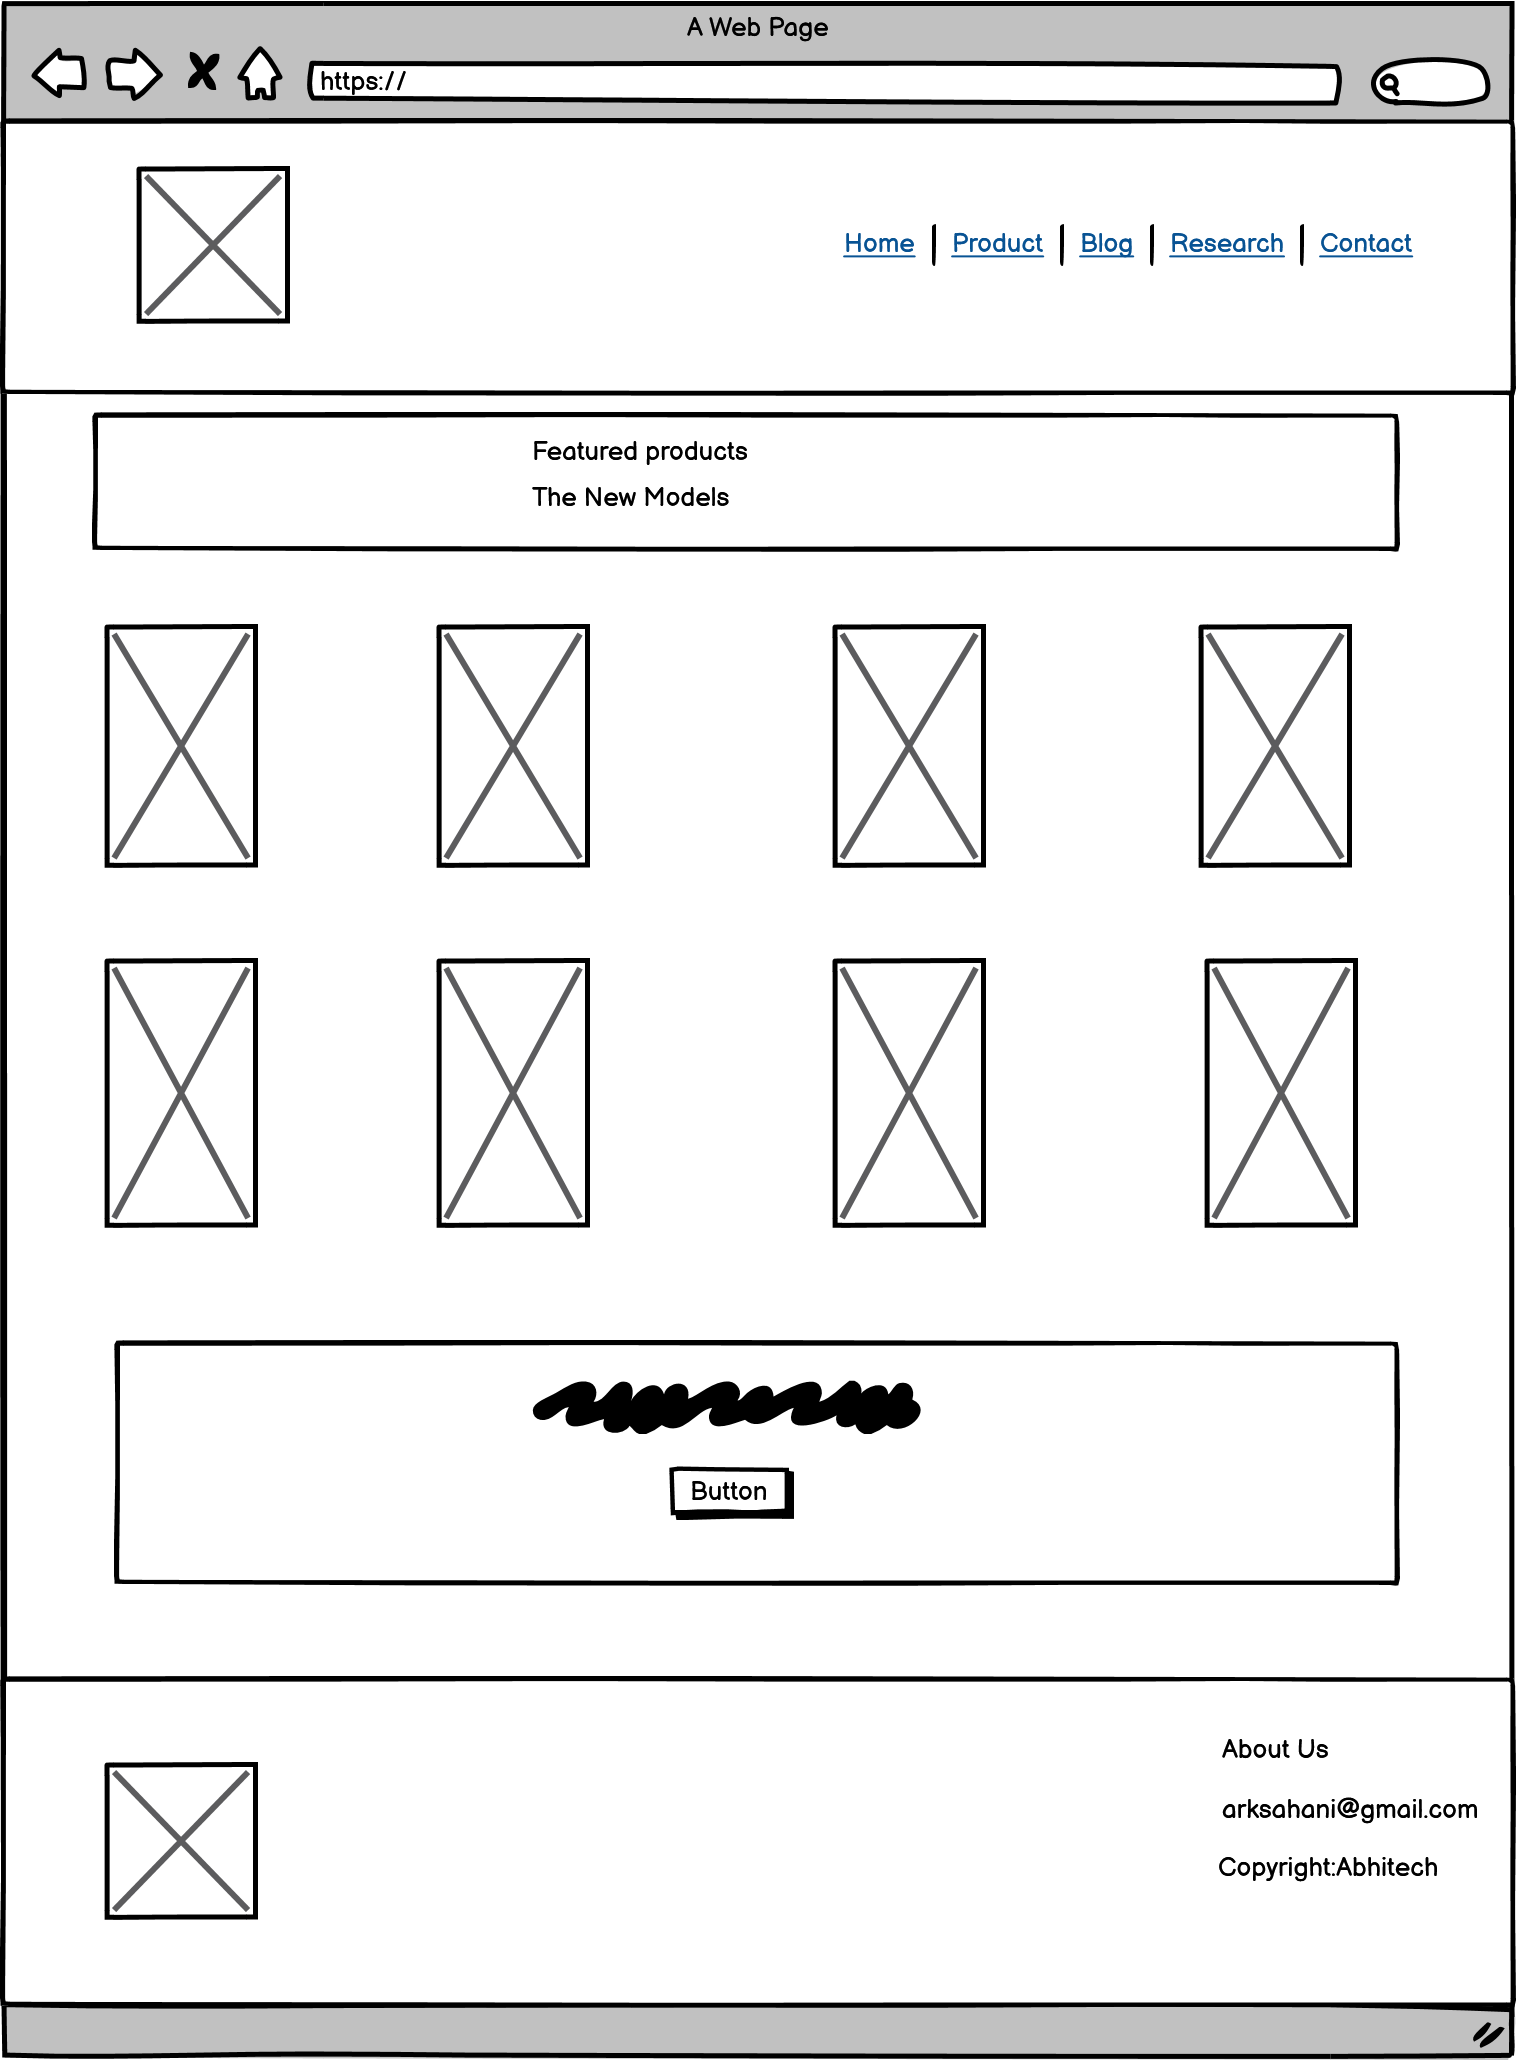 A Web Page
https://
Home Product Blog Research Contact
Featured products
The New Models
Button
About Us
arksahani@gmail.com
Copyright:Abhitech